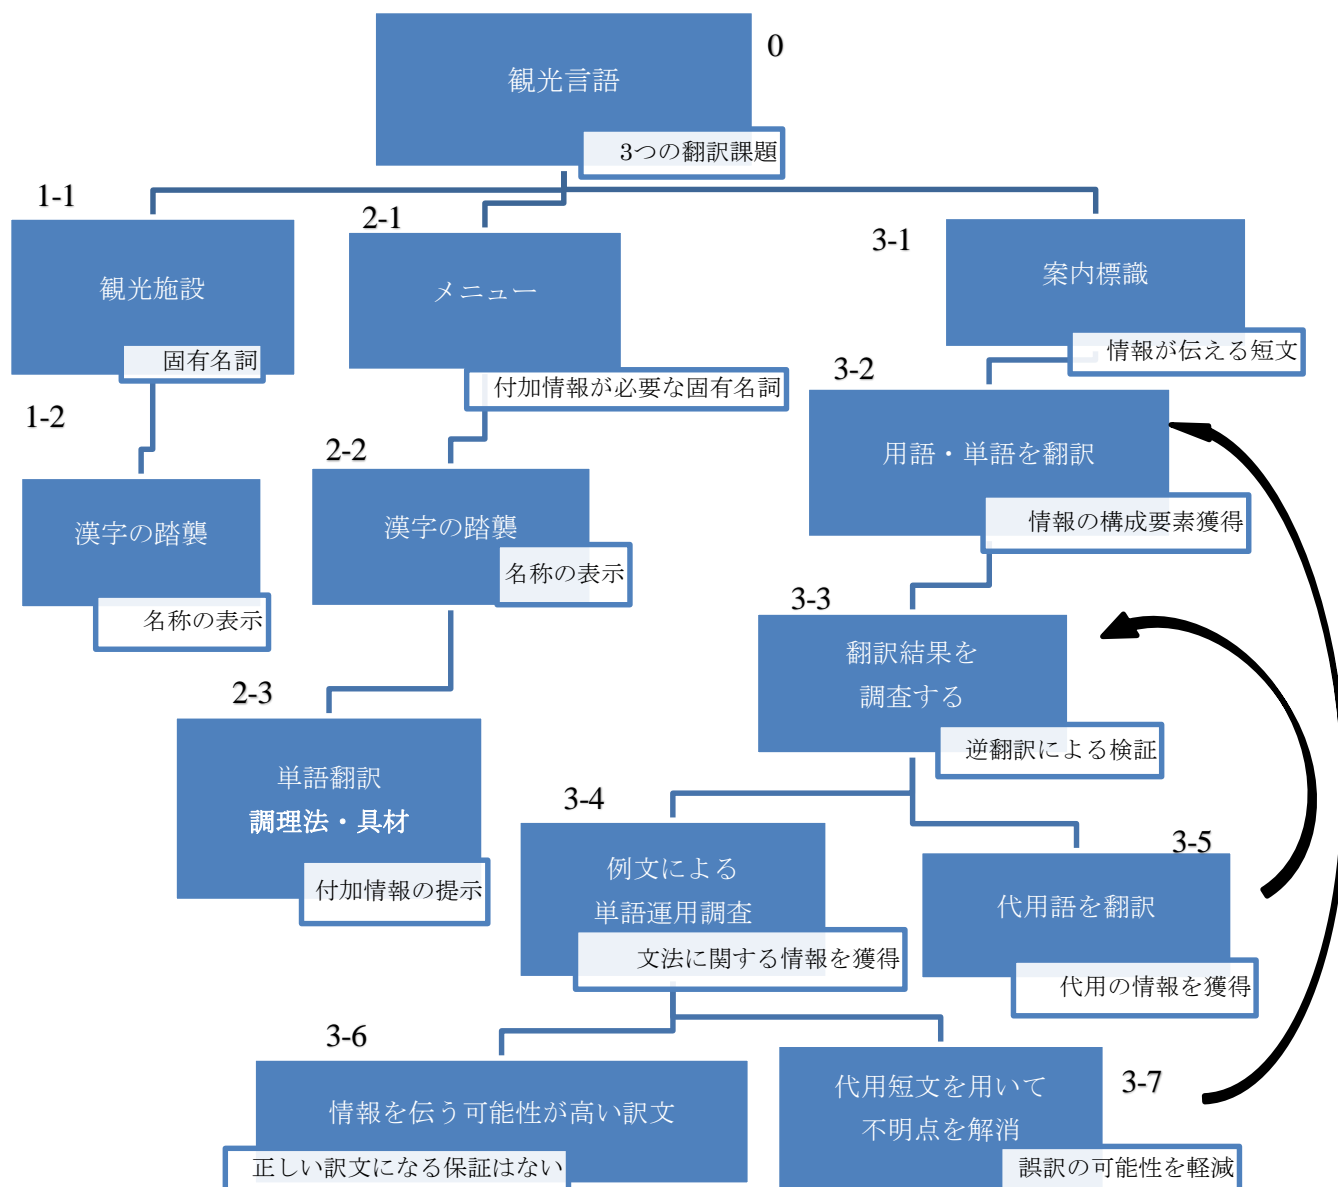 0
観光言語
3つの翻訳課題
1-1
観光施設
固有名詞
1-2
漢字の踏襲
名称の表示
2-1
メニュー
付加情報が必要な固有名詞
2-2
漢字の踏襲
名称の表示
2-3
単語翻訳
調理法・具材
付加情報の提示
3-1
案内標識
情報が伝える短文
3-2
用語・単語を翻訳
情報の構成要素獲得
3-3
翻訳結果を
調査する
逆翻訳による検証
3-4
例文による
単語運用調査
文法に関する情報を獲得
3-5
代用語を翻訳
代用の情報を獲得
3-6
情報を伝う可能性が高い訳文
正しい訳文になる保証はない
3-7
代用短文を用いて
不明点を解消
誤訳の可能性を軽減